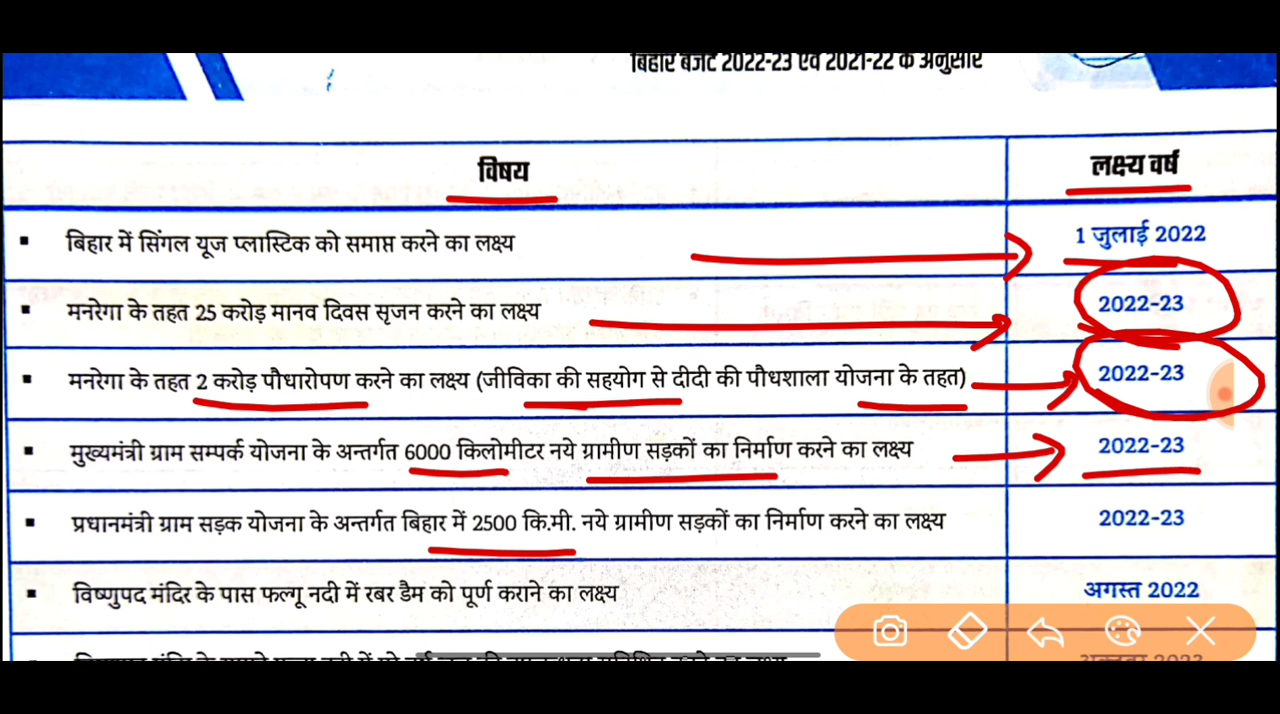 बिहार बजट 2022-23 एवं 2021-22 के अनुसार
विषय
लक्ष्य वर्ष
▪ बिहार में सिंगल यूज प्लास्टिक को समाप्त करने का लक्ष्य
1 जुलाई 2022
▪ मनरेगा के तहत 25 करोड़ मानव दिवस सृजन करने का लक्ष्य
2022-23
▪ मनरेगा के तहत 2 करोड़ पौधारोपण करने का लक्ष्य (जीविका की सहयोग से दीदी की पौधशाला योजना के तहत)
2022-23
▪ मुख्यमंत्री ग्राम सम्पर्क योजना के अन्तर्गत 6000 किलोमीटर नये ग्रामीण सड़कों का निर्माण करने का लक्ष्य
2022-23
▪ प्रधानमंत्री ग्राम सड़क योजना के अन्तर्गत बिहार में 2500 कि.मी. नये ग्रामीण सड़कों का निर्माण करने का लक्ष्य
2022-23
▪ विष्णुपद मंदिर के पास फल्गू नदी में रबर डैम को पूर्ण कराने का लक्ष्य
अगस्त 2022